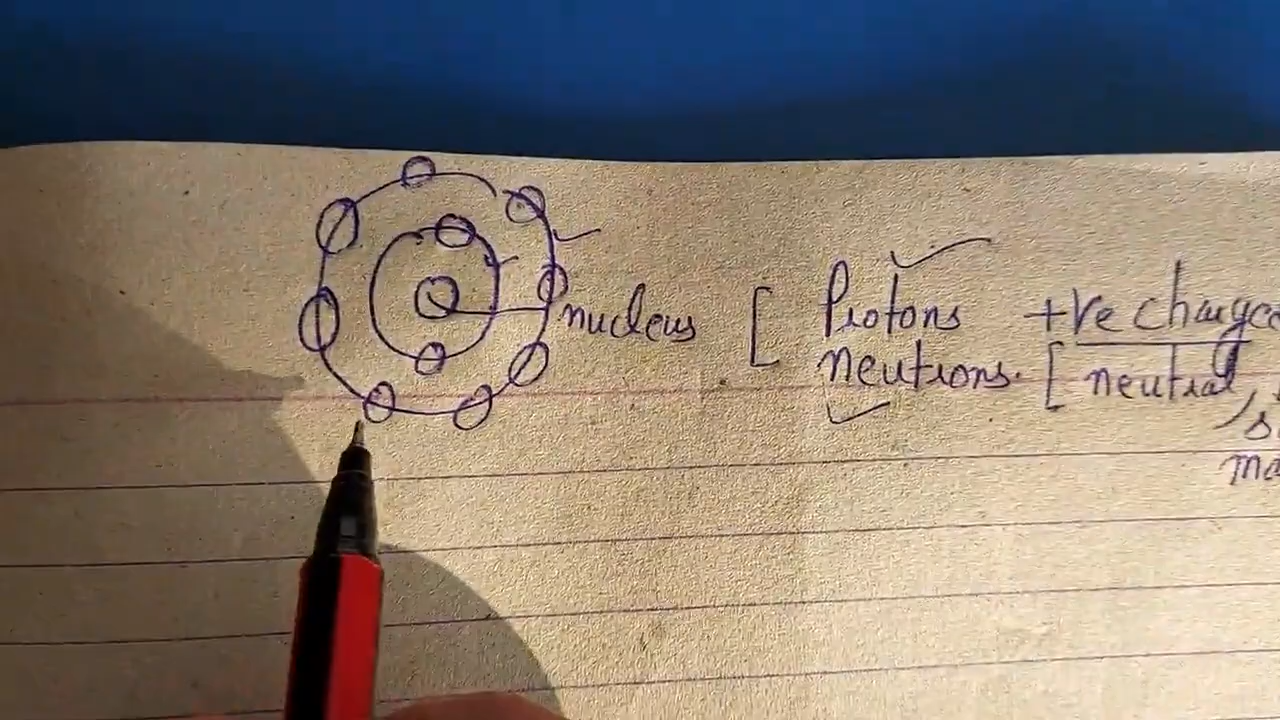 nucleus [ Protons +ve charge
neutrons. [ neutral